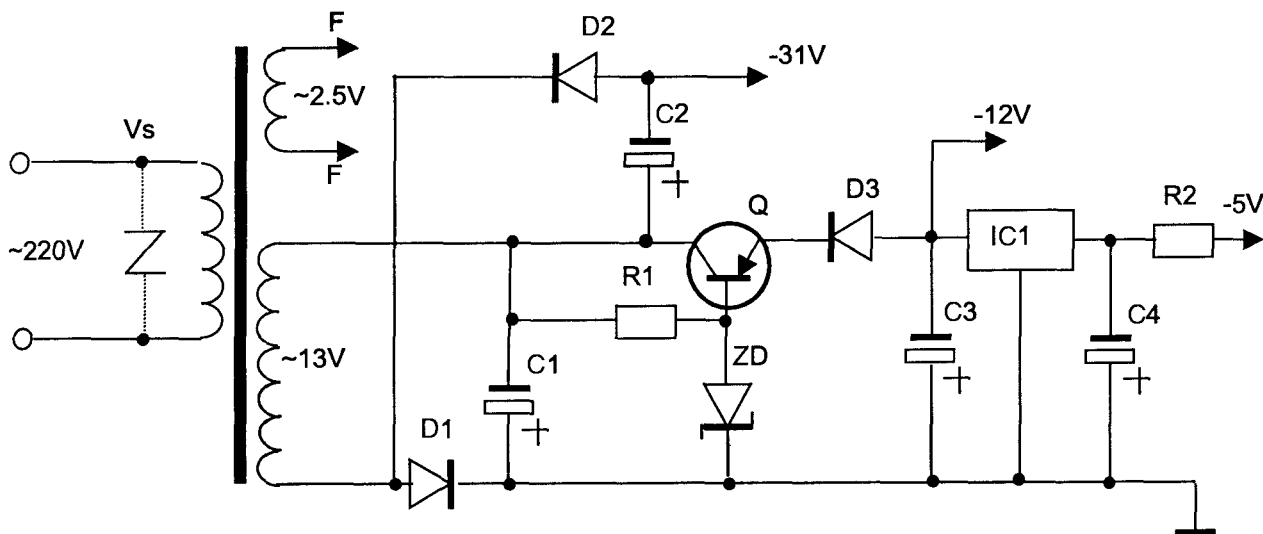 D2
F
-31V
~2.5V
C2
Vs
-12V
F
D3
R2
Q
-5V
IC1
~220V
R1
C3
C4
~13V
C1
ZD
D1